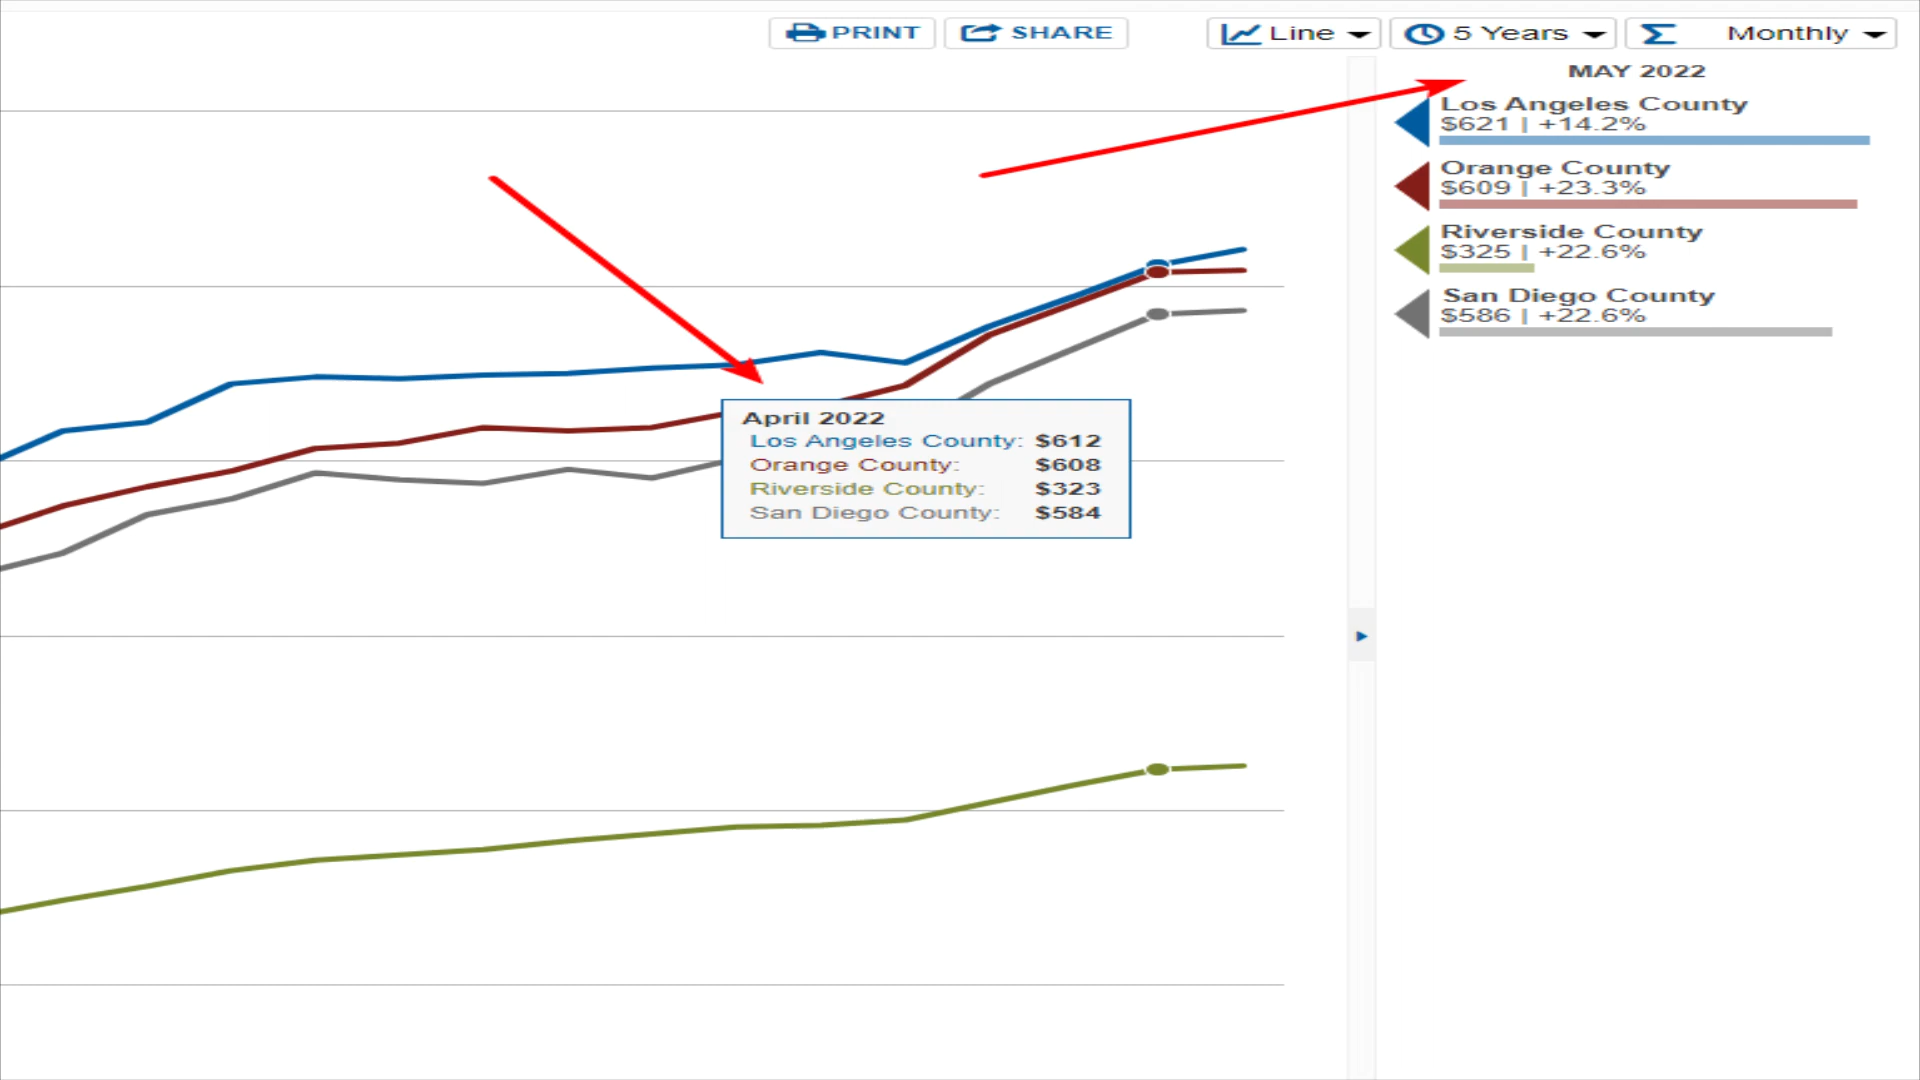 PRINT
SHARE
Line
5 Years
Monthly
MAY 2022
Los Angeles County
$621 | +14.2%
Orange County
$609 | +23.3%
Riverside County
$325 | +22.6%
San Diego County
$586 | +22.6%
April 2022
Los Angeles County: $612
Orange County: $608
Riverside County: $323
San Diego County: $584